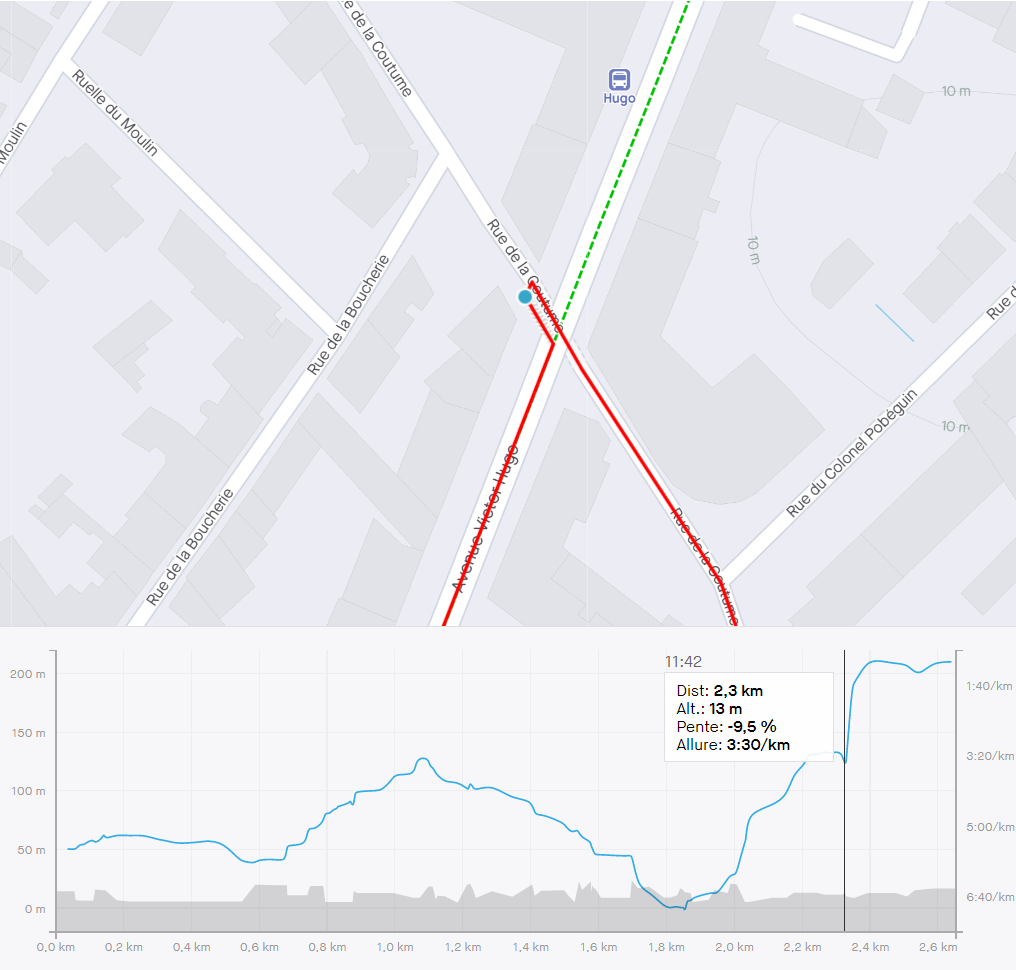 e de la Coutume
Ruelle du Moulin
Moulin
Hugo
10 m
Rue de la Coutume
10 m
Rue de la Boucherie
Rue d
10 m
Rue du Colonel Pobéguin
Avenue Victor Hugo
Rue de la Boucherie
Rue de la Coutume
200 m
150 m
100 m
50 m
0 m
11:42
Dist: 2,3 km
Alt.: 13 m
Pente: -9,5 %
Allure: 3:30/km
1:40/km
3:20/km
5:00/km
6:40/km
0,0 km
0,2 km
0,4 km
0,6 km
0,8 km
1,0 km
1,2 km
1,4 km
1,6 km
1,8 km
2,0 km
2,2 km
2,4 km
2,6 km